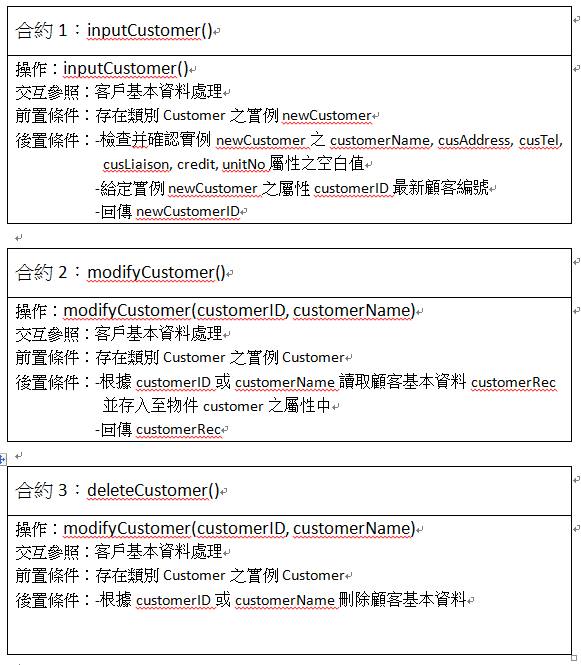 合約 1：inputCustomer()
操作：inputCustomer()
交互參照：客戶基本資料處理
前置條件：存在類別 Customer 之實例 newCustomer
後置條件：-檢查并確認實例 newCustomer 之 customerName, cusAddress, cusTel,
cusLiaison, credit, unitNo 屬性之空白值
-給定實例 newCustomer 之屬性 customerID 最新顧客編號
-回傳 newCustomerID
合約 2：modifyCustomer()
操作：modifyCustomer(customerID, customerName)
交互參照：客戶基本資料處理
前置條件：存在類別 Customer 之實例 Customer
後置條件：-根據 customerID 或 customerName 讀取顧客基本資料 customerRec
並存入至物件 customer 之屬性中
-回傳 customerRec
合約 3：deleteCustomer()
操作：modifyCustomer(customerID, customerName)
交互參照：客戶基本資料處理
前置條件：存在類別 Customer 之實例 Customer
後置條件：-根據 customerID 或 customerName 刪除顧客基本資料